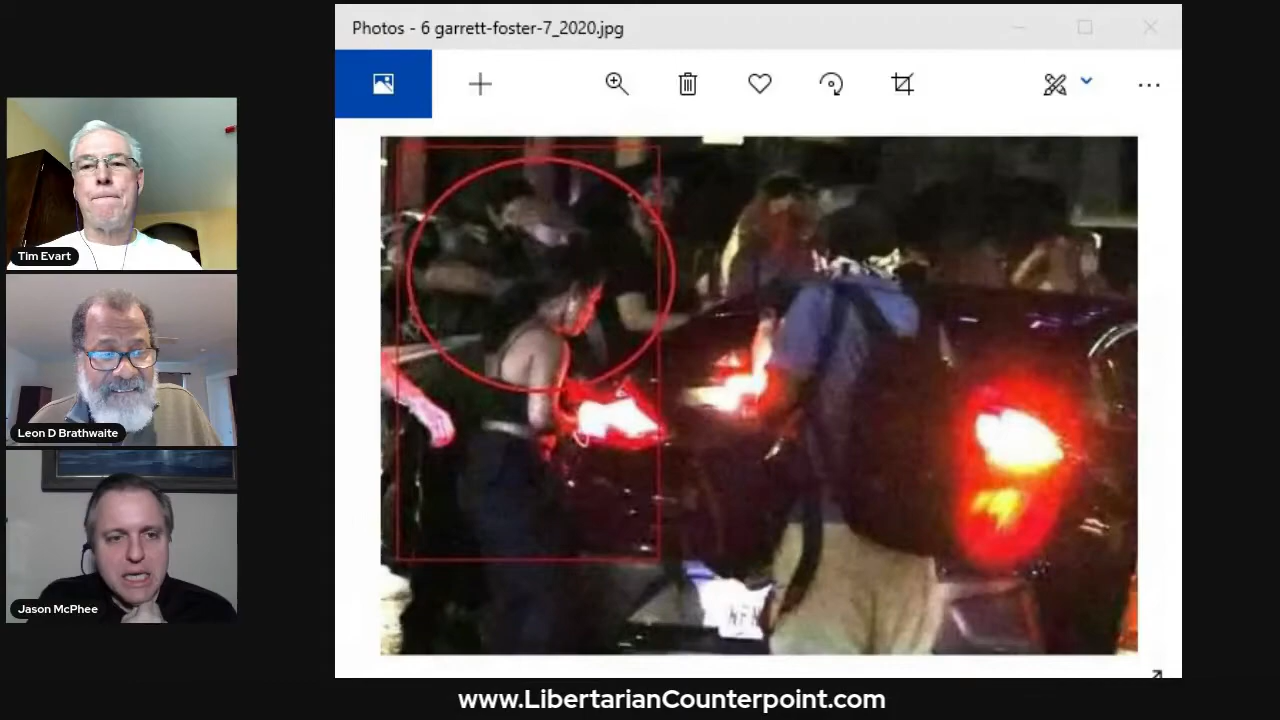 Photos - 6 garrett-foster-7_2020.jpg
Tim Evart
Leon D Brathwaite
Jason McPhee
www.LibertarianCounterpoint.com